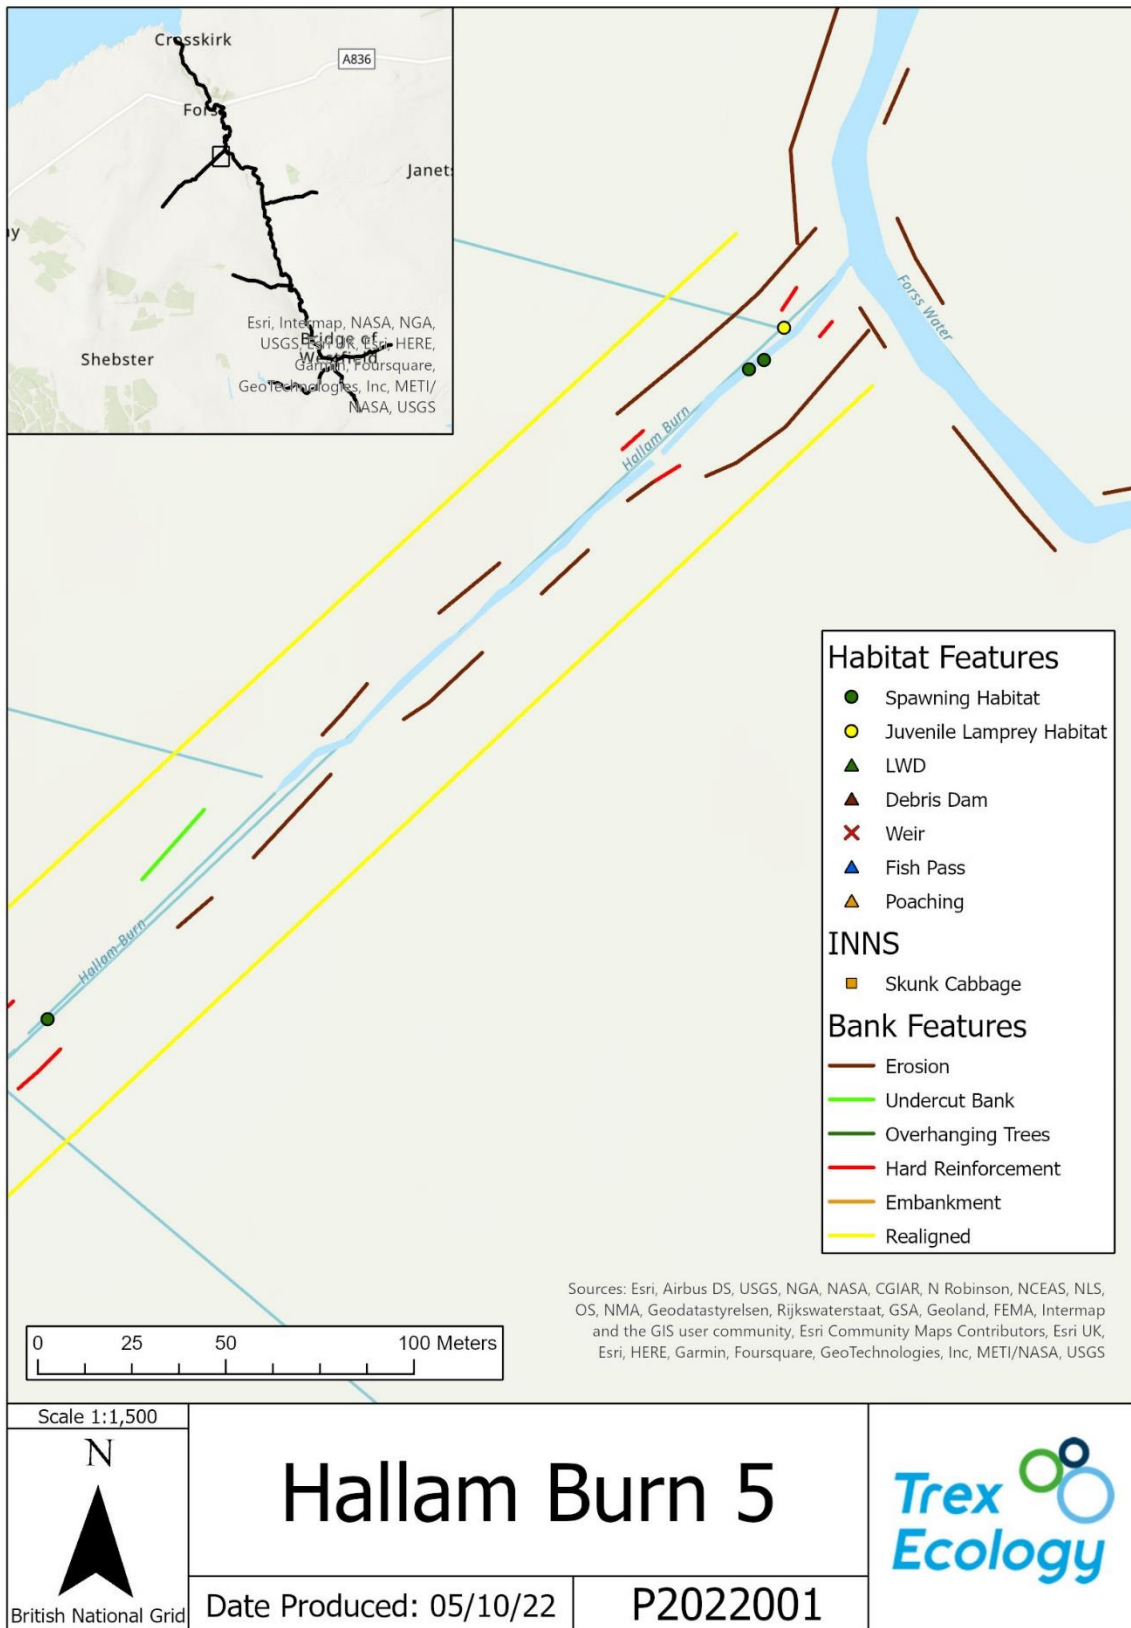 Crosskirk
A836
Forss
Janets
ay
Shebster
Bridge of
Westfield
Esri, Intermap, NASA, NGA,
USGS, Esri UK, Esri, HERE,
Garmin, Foursquare,
GeoTechnologies, Inc, METI/
NASA, USGS
Forss Water
Hallam Burn
Hallam Burn
Habitat Features
Spawning Habitat
Juvenile Lamprey Habitat
LWD
Debris Dam
Weir
Fish Pass
Poaching
INNS
Skunk Cabbage
Bank Features
Erosion
Undercut Bank
Overhanging Trees
Hard Reinforcement
Embankment
Realigned
Sources: Esri, Airbus DS, USGS, NGA, NASA, CGIAR, N Robinson, NCEAS, NLS,
OS, NMA, Geodatastyrelsen, Rijkswaterstaat, GSA, Geoland, FEMA, Intermap
and the GIS user community, Esri Community Maps Contributors, Esri UK,
Esri, HERE, Garmin, Foursquare, GeoTechnologies, Inc, METI/NASA, USGS
0 25 50 100 Meters
Scale 1:1,500
N
British National Grid
Hallam Burn 5
Date Produced: 05/10/22
P2022001
Trex
Ecology